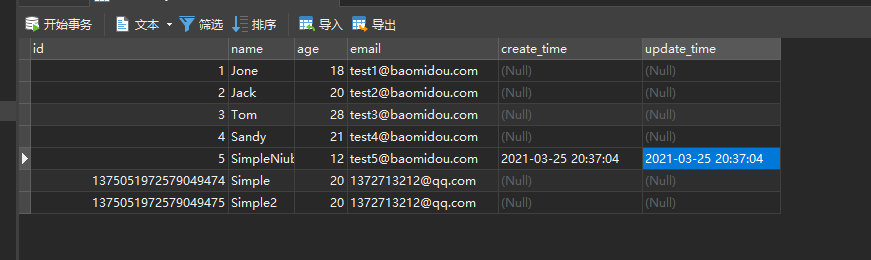 开始事务 文本 筛选 排序 导入 导出
id name age email create_time update_time
1 Jone 18 test1@baomidou.com (Null) (Null)
2 Jack 20 test2@baomidou.com (Null) (Null)
3 Tom 28 test3@baomidou.com (Null) (Null)
4 Sandy 21 test4@baomidou.com (Null) (Null)
5 SimpleNiub 12 test5@baomidou.com 2021-03-25 20:37:04 2021-03-25 20:37:04
1375051972579049474 Simple 20 1372713212@qq.com (Null) (Null)
1375051972579049475 Simple2 20 1372713212@qq.com (Null) (Null)